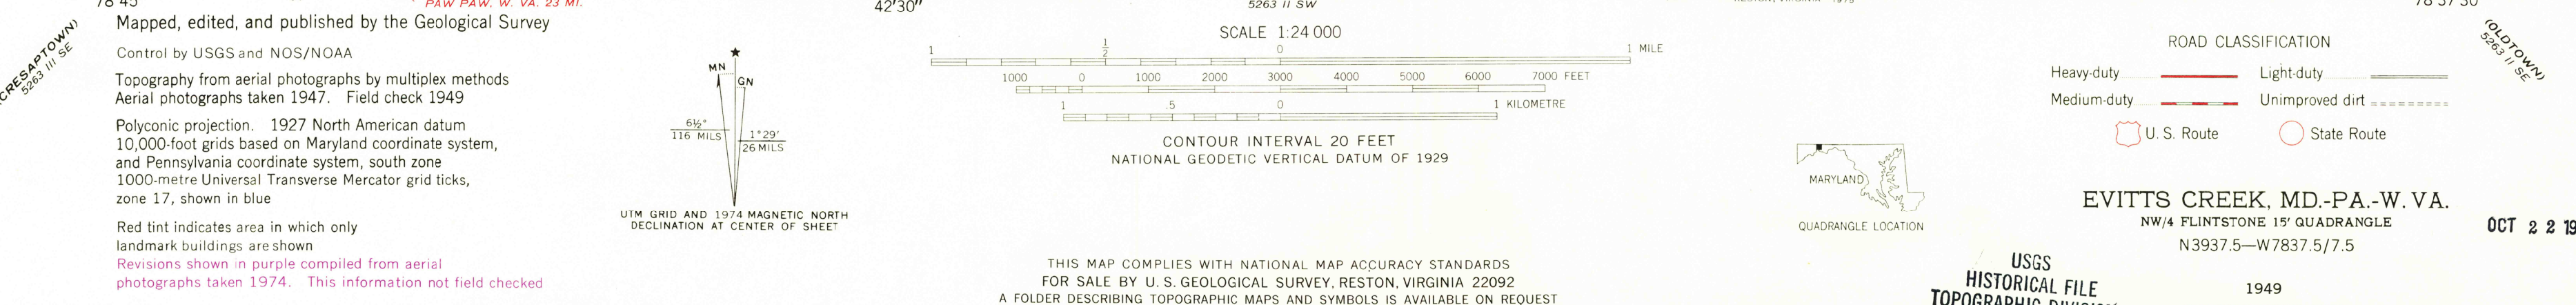 78°45'
PAW PAW, W. VA. 23 MI.
(CRESAPTOWN)
5263 III SE
Mapped, edited, and published by the Geological Survey
Control by USGS and NOS/NOAA
Topography from aerial photographs by multiplex methods
Aerial photographs taken 1947. Field check 1949
Polyconic projection. 1927 North American datum
10,000-foot grids based on Maryland coordinate system,
and Pennsylvania coordinate system, south zone
1000-metre Universal Transverse Mercator grid ticks,
zone 17, shown in blue
Red tint indicates area in which only
landmark buildings are shown
Revisions shown in purple compiled from aerial
photographs taken 1974. This information not field checked
MN
GN
6½°
116 MILS
1°29'
26 MILS
UTM GRID AND 1974 MAGNETIC NORTH
DECLINATION AT CENTER OF SHEET
42'30"
5263 II SW
SCALE 1:24 000
1 ½ 0 1 MILE
1000 0 1000 2000 3000 4000 5000 6000 7000 FEET
1 .5 0 1 KILOMETRE
CONTOUR INTERVAL 20 FEET
NATIONAL GEODETIC VERTICAL DATUM OF 1929
THIS MAP COMPLIES WITH NATIONAL MAP ACCURACY STANDARDS
FOR SALE BY U. S. GEOLOGICAL SURVEY, RESTON, VIRGINIA 22092
A FOLDER DESCRIBING TOPOGRAPHIC MAPS AND SYMBOLS IS AVAILABLE ON REQUEST
MARYLAND
QUADRANGLE LOCATION
78°37'30"
(OLDTOWN)
5263 II SE
ROAD CLASSIFICATION
Heavy-duty Light-duty
Medium-duty Unimproved dirt
U. S. Route State Route
EVITTS CREEK, MD.-PA.-W. VA.
NW/4 FLINTSTONE 15' QUADRANGLE
N3937.5—W7837.5/7.5
1949
OCT 22 19
USGS
HISTORICAL FILE
TOPOGRAPHIC